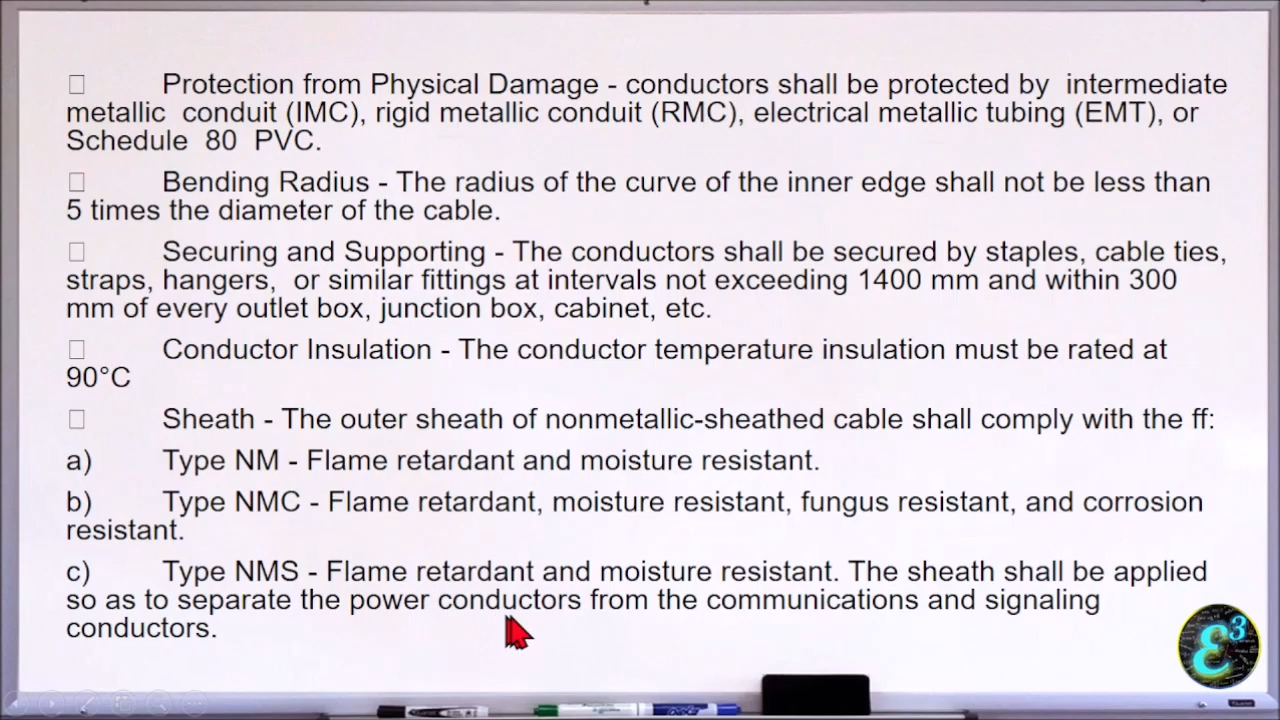 Protection from Physical Damage - conductors shall be protected by intermediate
metallic conduit (IMC), rigid metallic conduit (RMC), electrical metallic tubing (EMT), or
Schedule 80 PVC.
Bending Radius - The radius of the curve of the inner edge shall not be less than
5 times the diameter of the cable.
Securing and Supporting - The conductors shall be secured by staples, cable ties,
straps, hangers, or similar fittings at intervals not exceeding 1400 mm and within 300
mm of every outlet box, junction box, cabinet, etc.
Conductor Insulation - The conductor temperature insulation must be rated at
90°C
Sheath - The outer sheath of nonmetallic-sheathed cable shall comply with the ff:
a) Type NM - Flame retardant and moisture resistant.
b) Type NMC - Flame retardant, moisture resistant, fungus resistant, and corrosion
resistant.
c) Type NMS - Flame retardant and moisture resistant. The sheath shall be applied
so as to separate the power conductors from the communications and signaling
conductors.
ε3